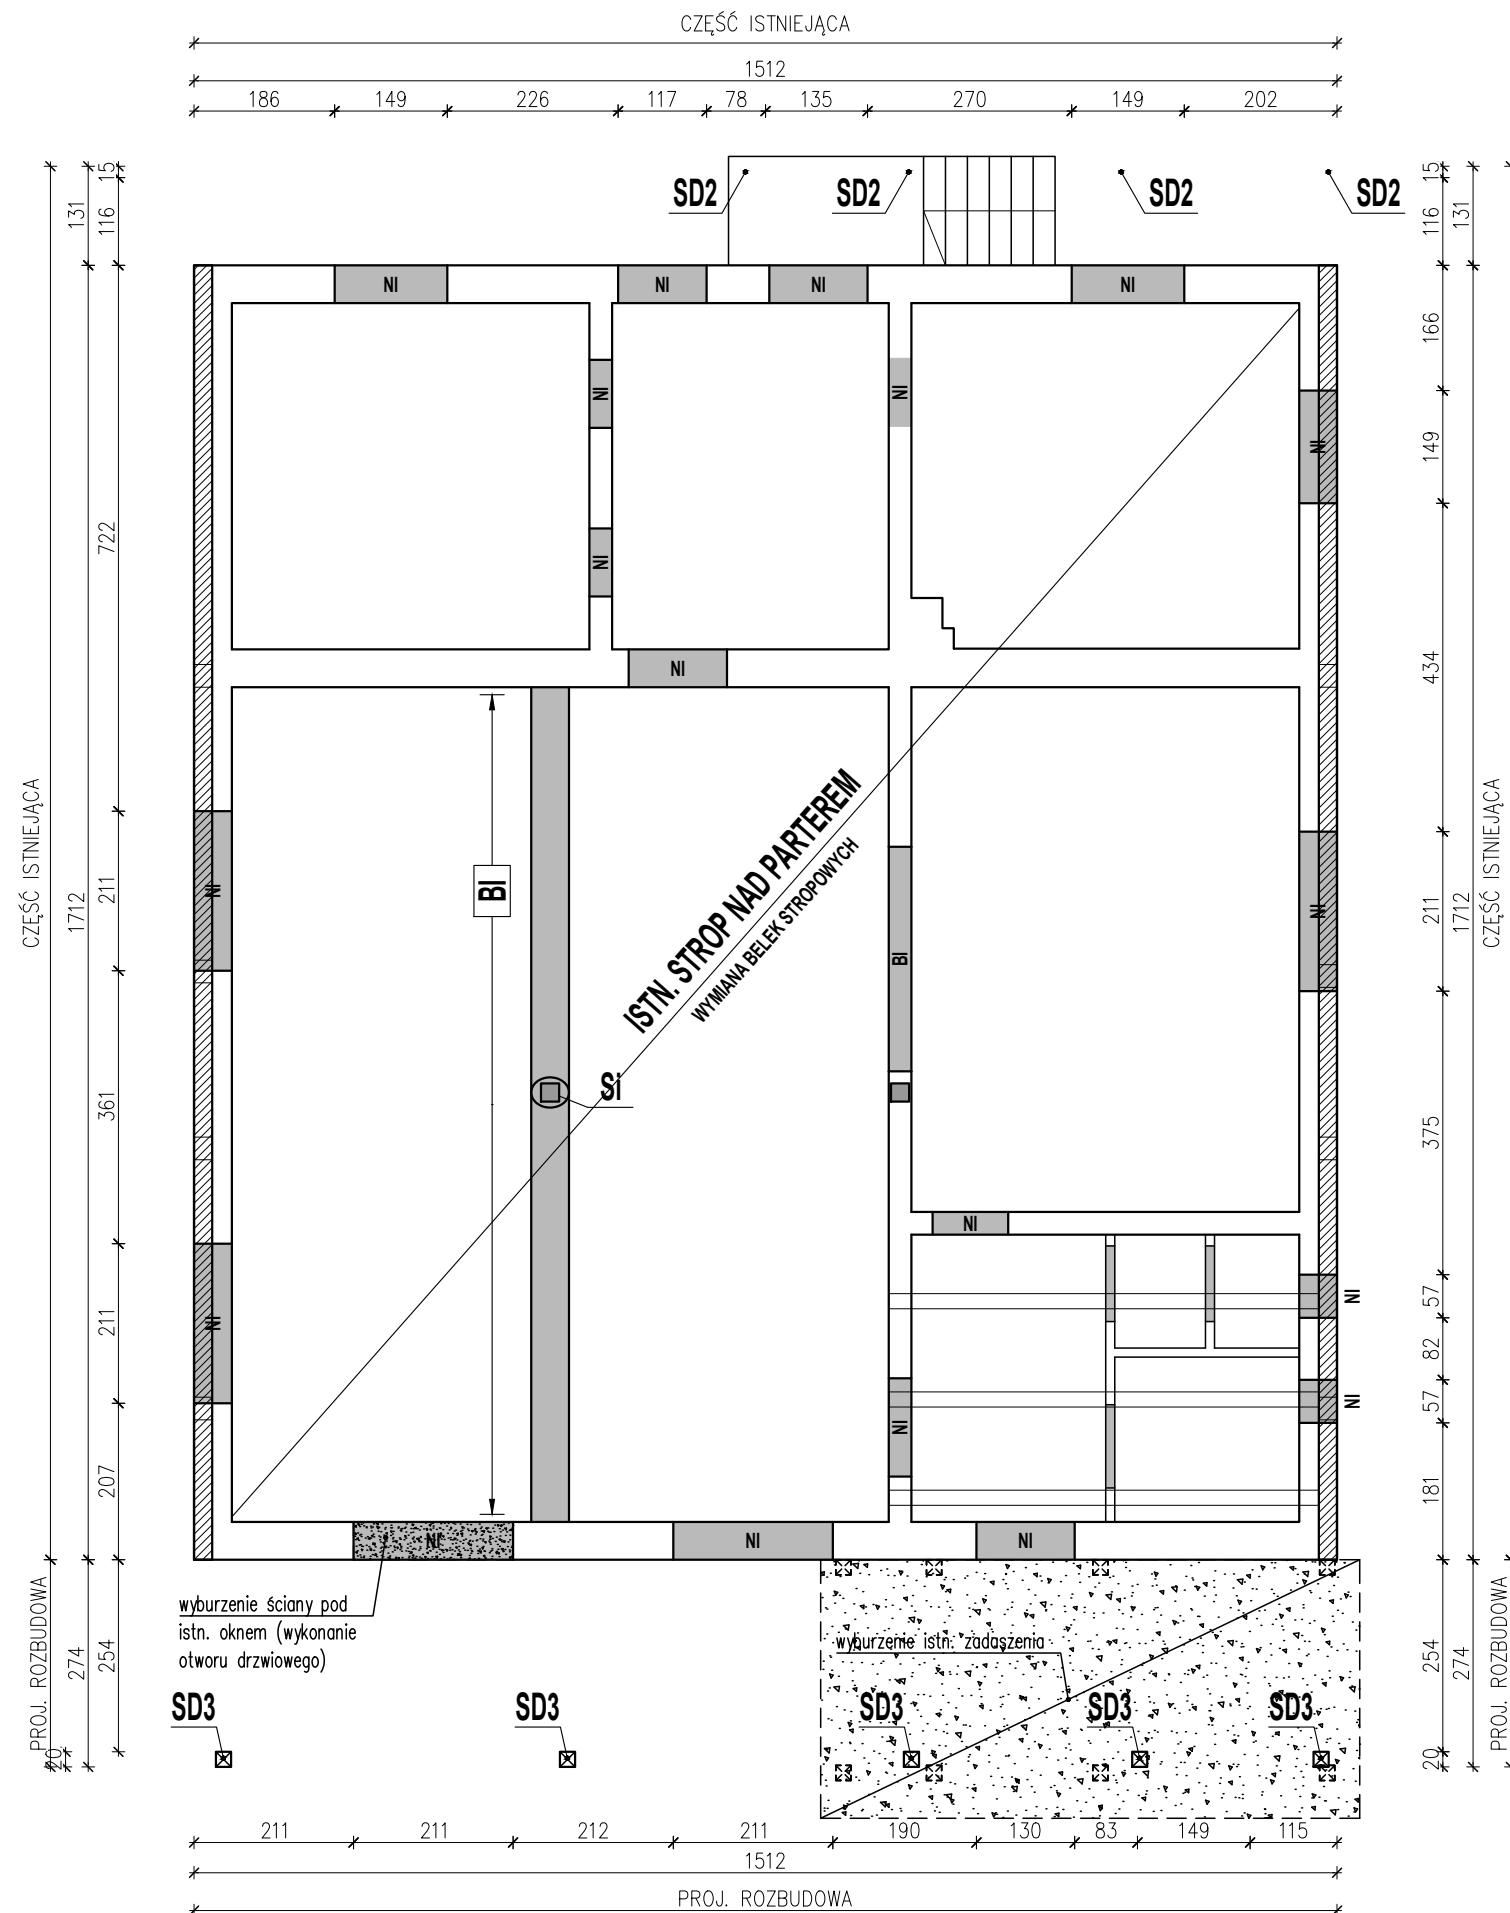 CZĘŚĆ ISTNIEJĄCA
1512
186 149 226 117 78 135 270 149 202
15
131
116
SD2 SD2 SD2 SD2
15
116
131
NI NI NI NI
166
NI NI
NI
149
722
NI
NI
434
CZĘŚĆ ISTNIEJĄCA
1712
211
NI
BI
ISTN. STROP NAD PARTEREM
WYMIANA BELEK STROPOWYCH
BI
NI
211
1712
CZĘŚĆ ISTNIEJĄCA
361
Si
375
NI
211
NI
NI
57
82
NI
57
NI
207
181
NI NI NI
wyburzenie ściany pod
istn. oknem (wykonanie
otworu drzwiowego)
wyburzenie istn. zadaszenia
PROJ. ROZBUDOWA
274
254
20
254
274
20
PROJ. ROZBUDOWA
SD3 SD3 SD3 SD3 SD3
211 211 212 211 190 130 83 149 115
1512
PROJ. ROZBUDOWA